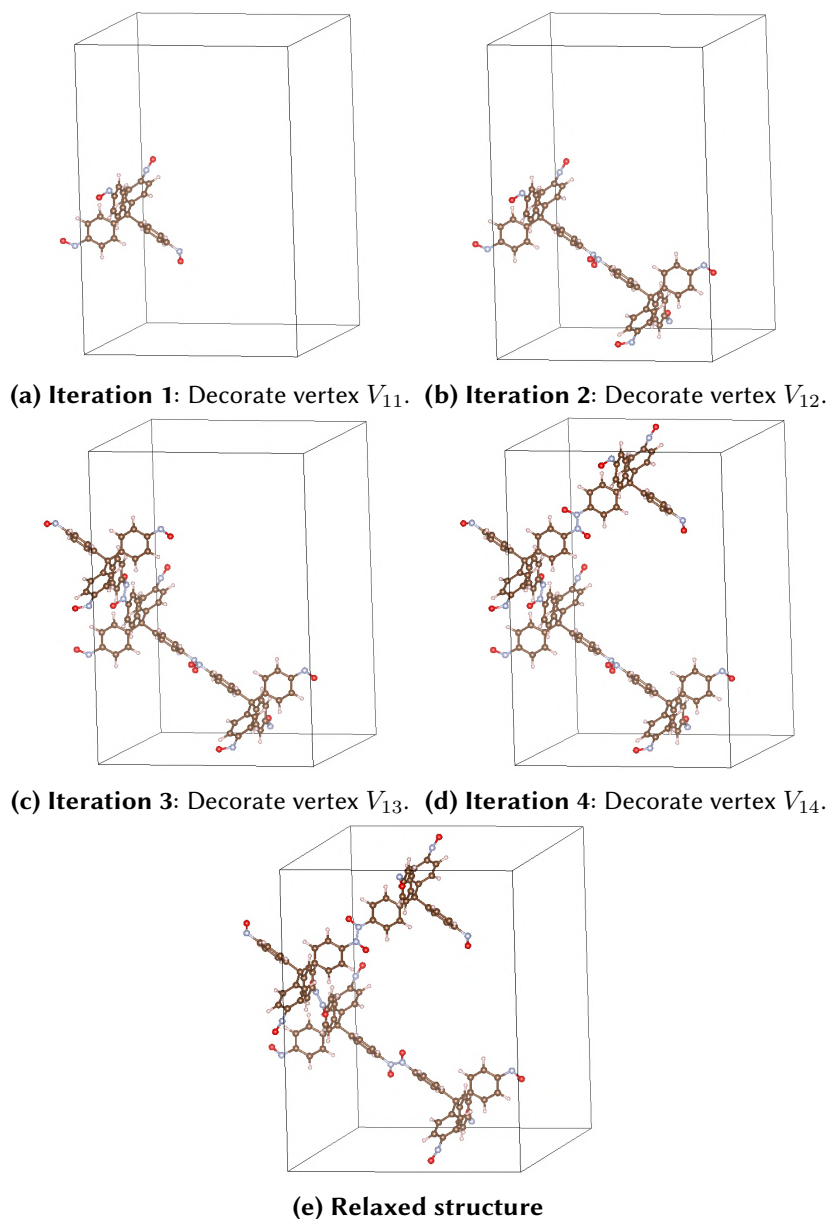 (a) Iteration 1: Decorate vertex V11. (b) Iteration 2: Decorate vertex V12.
(c) Iteration 3: Decorate vertex V13. (d) Iteration 4: Decorate vertex V14.
(e) Relaxed structure